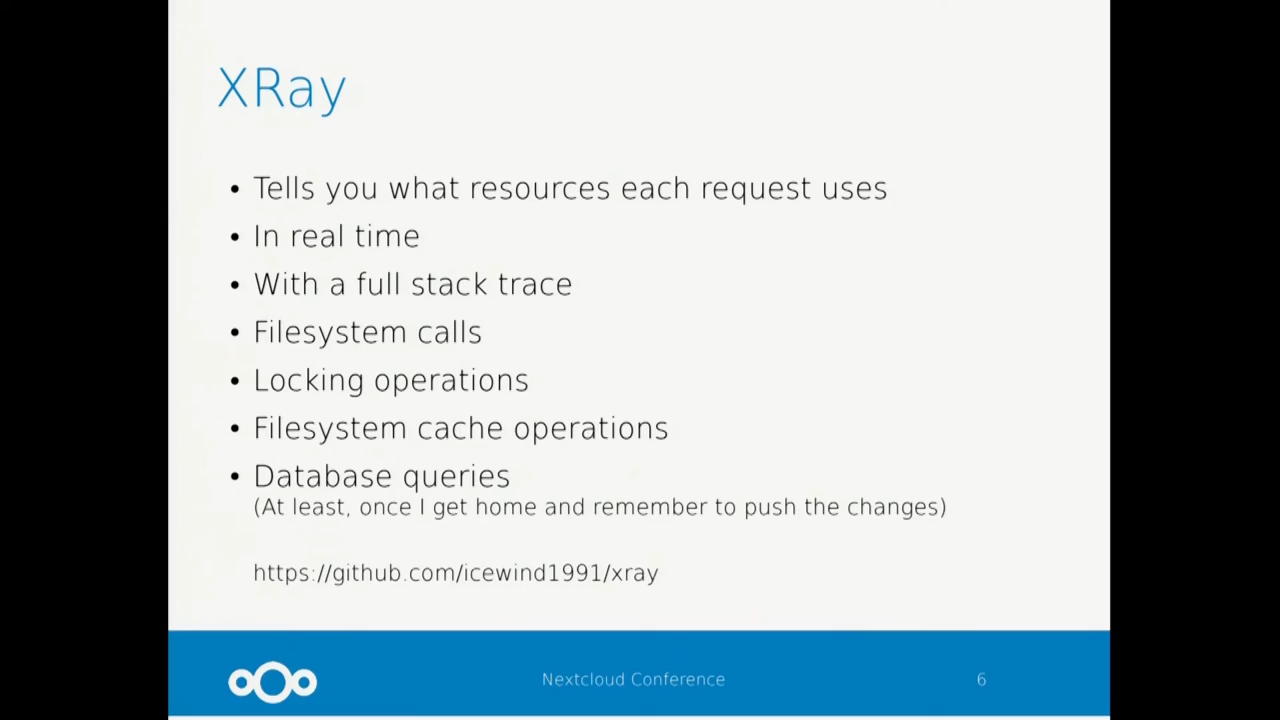 XRay
• Tells you what resources each request uses
• In real time
• With a full stack trace
• Filesystem calls
• Locking operations
• Filesystem cache operations
• Database queries
(At least, once I get home and remember to push the changes)
https://github.com/icewind1991/xray
Nextcloud Conference
6